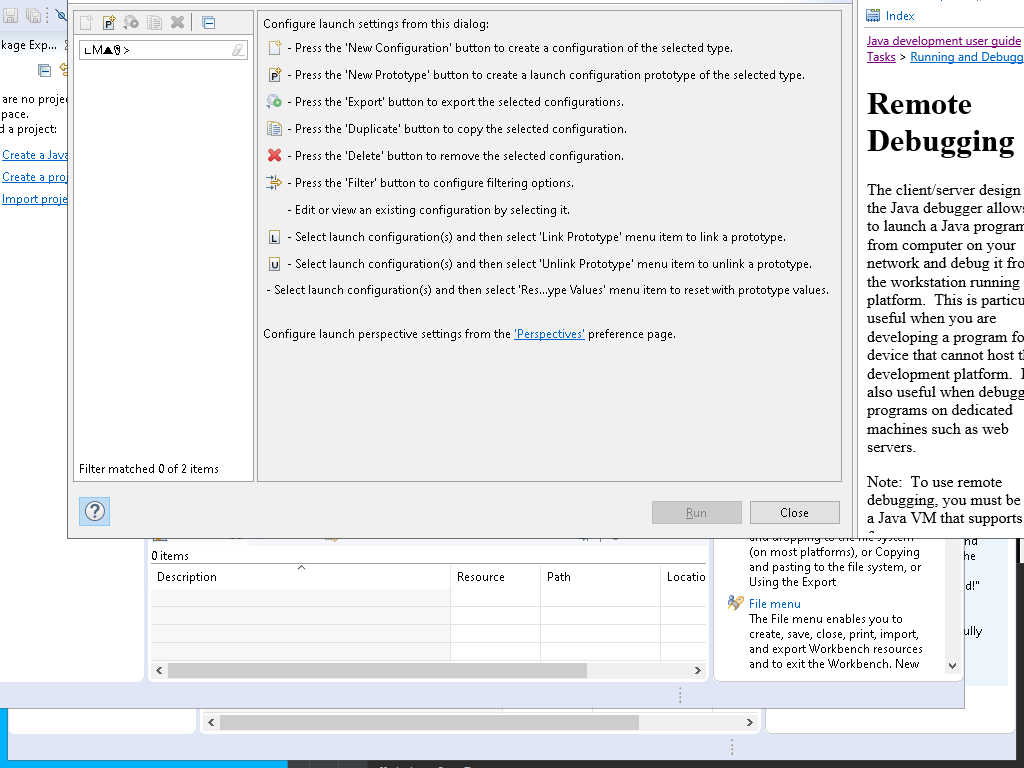 kage Exp...
are no proje
pace.
d a project:
Create a Java
Create a proj
Import proje
Filter matched 0 of 2 items
Configure launch settings from this dialog:
- Press the 'New Configuration' button to create a configuration of the selected type.
- Press the 'New Prototype' button to create a launch configuration prototype of the selected type.
- Press the 'Export' button to export the selected configurations.
- Press the 'Duplicate' button to copy the selected configuration.
- Press the 'Delete' button to remove the selected configuration.
- Press the 'Filter' button to configure filtering options.
- Edit or view an existing configuration by selecting it.
- Select launch configuration(s) and then select 'Link Prototype' menu item to link a prototype.
- Select launch configuration(s) and then select 'Unlink Prototype' menu item to unlink a prototype.
- Select launch configuration(s) and then select 'Res...ype Values' menu item to reset with prototype values.
Configure launch perspective settings from the 'Perspectives' preference page.
Run
Close
Index
Java development user guide
Tasks > Running and Debugg
Remote
Debugging
The client/server design
the Java debugger allows
to launch a Java program
from computer on your
network and debug it fro
the workstation running
platform. This is particu
useful when you are
developing a program fo
device that cannot host th
development platform. I
also useful when debugg
programs on dedicated
machines such as web
servers.
Note: To use remote
debugging, you must be
a Java VM that supports
0 items
Description
Resource
Path
Locatio
and dropping to the file system
(on most platforms), or Copying
and pasting to the file system, or
Using the Export
File menu
The File menu enables you to
create, save, close, print, import,
and export Workbench resources
and to exit the Workbench. New
nd
he
d!"
ully